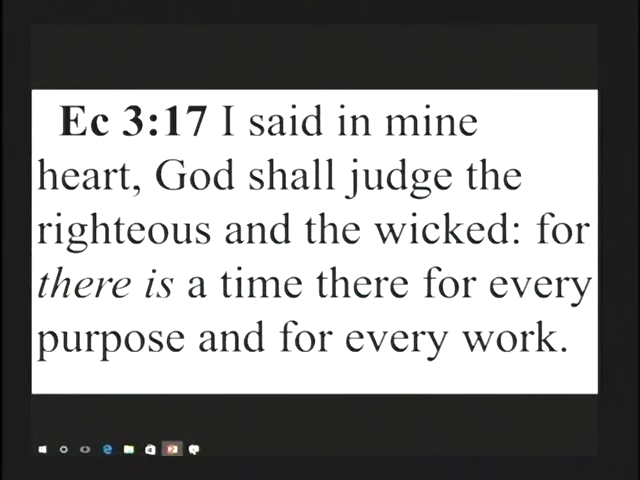 Ec 3:17 I said in mine
heart, God shall judge the
righteous and the wicked: for
there is a time there for every
purpose and for every work.